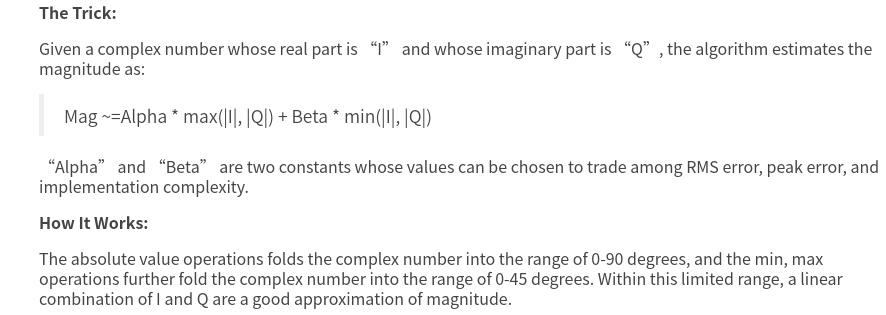 The Trick:
Given a complex number whose real part is “I” and whose imaginary part is “Q”, the algorithm estimates the
magnitude as:
Mag ~=Alpha * max(|I|, |Q|) + Beta * min(|I|, |Q|)
“Alpha” and “Beta” are two constants whose values can be chosen to trade among RMS error, peak error, and
implementation complexity.
How It Works:
The absolute value operations folds the complex number into the range of 0-90 degrees, and the min, max
operations further fold the complex number into the range of 0-45 degrees. Within this limited range, a linear
combination of I and Q are a good approximation of magnitude.